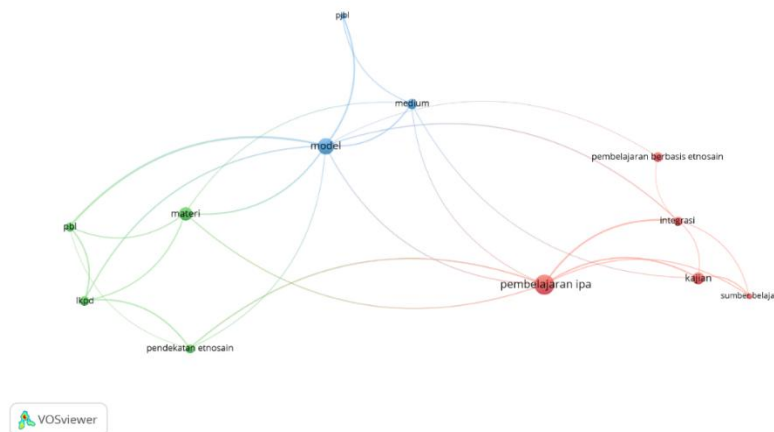 pjbl
medium
model
pembelajaran berbasis etnosain
materi
integrasi
pbl
kajian
pembelajaran ipa
sumber belaja
lkpd
pendekatan etnosain
VOSviewer